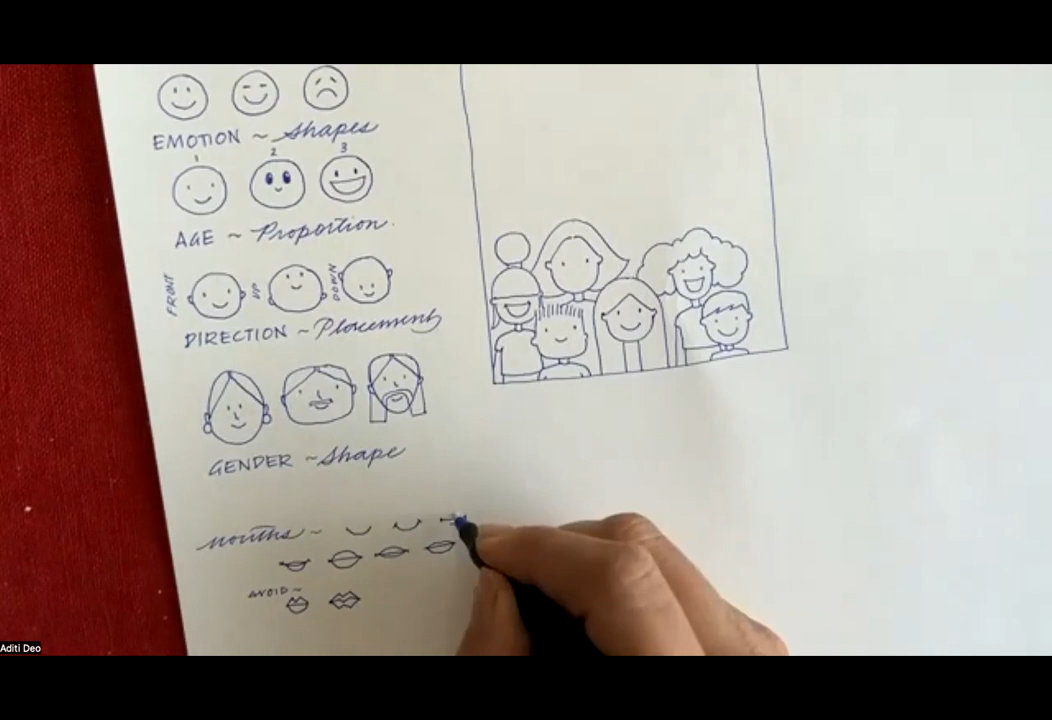 EMOTION ~ Shapes
1 2 3
AGE ~ Proportion.
FRONT UP DOWN
DIRECTION ~ Placement
GENDER ~ Shape
MOUTHS ~
AVOID ~
Aditi Deo